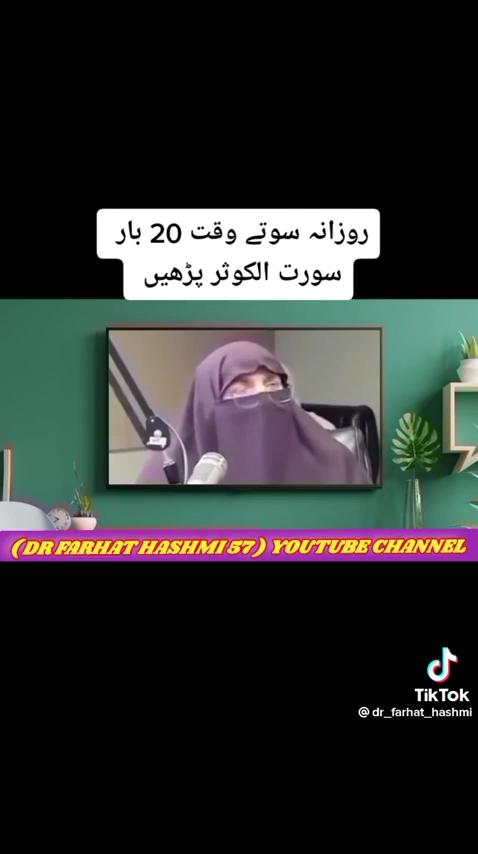 روزانہ سوتے وقت 20 بار
سورت الکوثر پڑھیں
(DR FARHAT HASHMI 57) YOUTUBE CHANNEL
TikTok
@ dr_farhat_hashmi